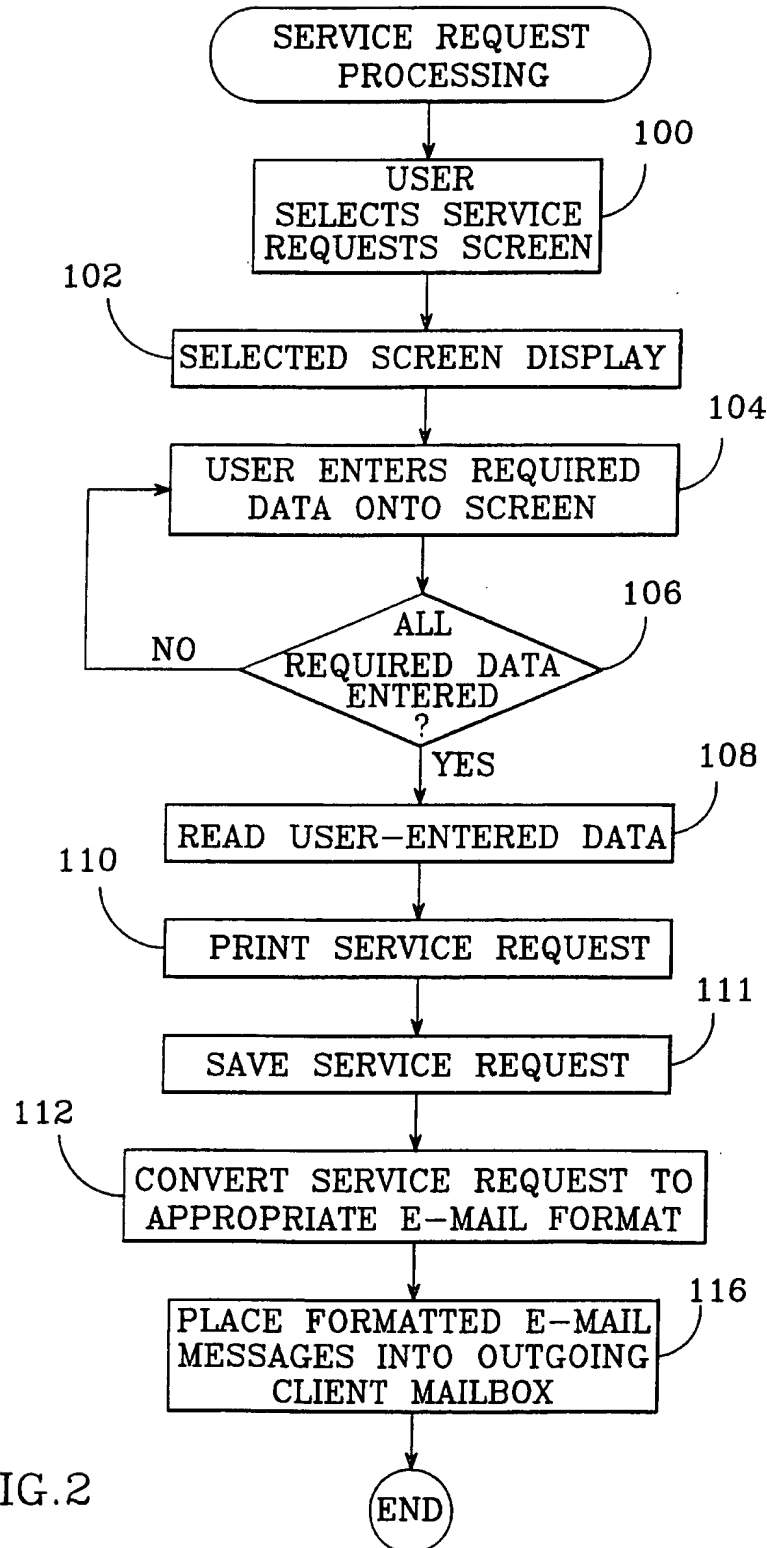 SERVICE REQUEST
PROCESSING
100
USER
SELECTS SERVICE
REQUESTS SCREEN
102
SELECTED SCREEN DISPLAY
104
USER ENTERS REQUIRED
DATA ONTO SCREEN
106
ALL
REQUIRED DATA
ENTERED
?
NO
YES
108
READ USER-ENTERED DATA
110
PRINT SERVICE REQUEST
111
SAVE SERVICE REQUEST
112
CONVERT SERVICE REQUEST TO
APPROPRIATE E-MAIL FORMAT
116
PLACE FORMATTED E-MAIL
MESSAGES INTO OUTGOING
CLIENT MAILBOX
END
IG.2